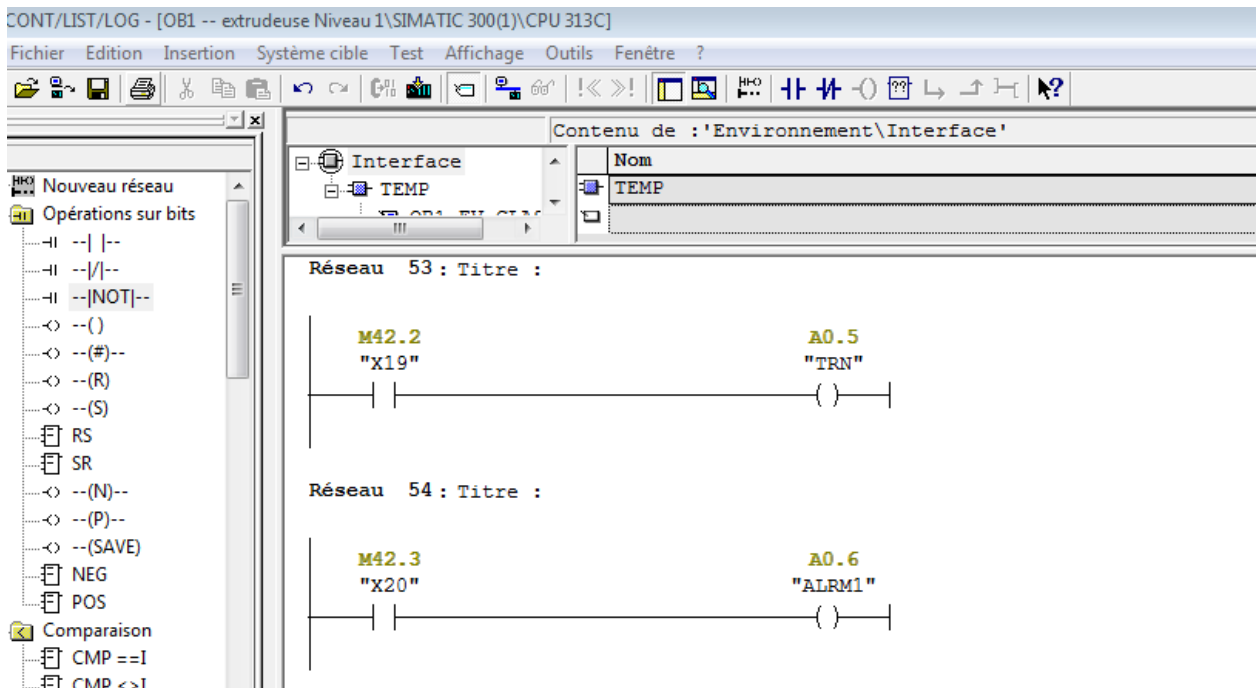 CONT/LIST/LOG - [OB1 -- extrudeuse Niveau 1\SIMATIC 300(1)\CPU 313C]
Fichier Edition Insertion Système cible Test Affichage Outils Fenêtre ?
Contenu de :'Environnement\Interface'
Interface
TEMP
Nom
TEMP
Nouveau réseau
Opérations sur bits
--| |--
--|/|--
--|NOT|--
--( )
--(#)--
--(R)
--(S)
RS
SR
--(N)--
--(P)--
--(SAVE)
NEG
POS
Comparaison
CMP ==I
CMP <>I
Réseau 53 : Titre :
M42.2 A0.5
"X19" "TRN"
Réseau 54 : Titre :
M42.3 A0.6
"X20" "ALRM1"